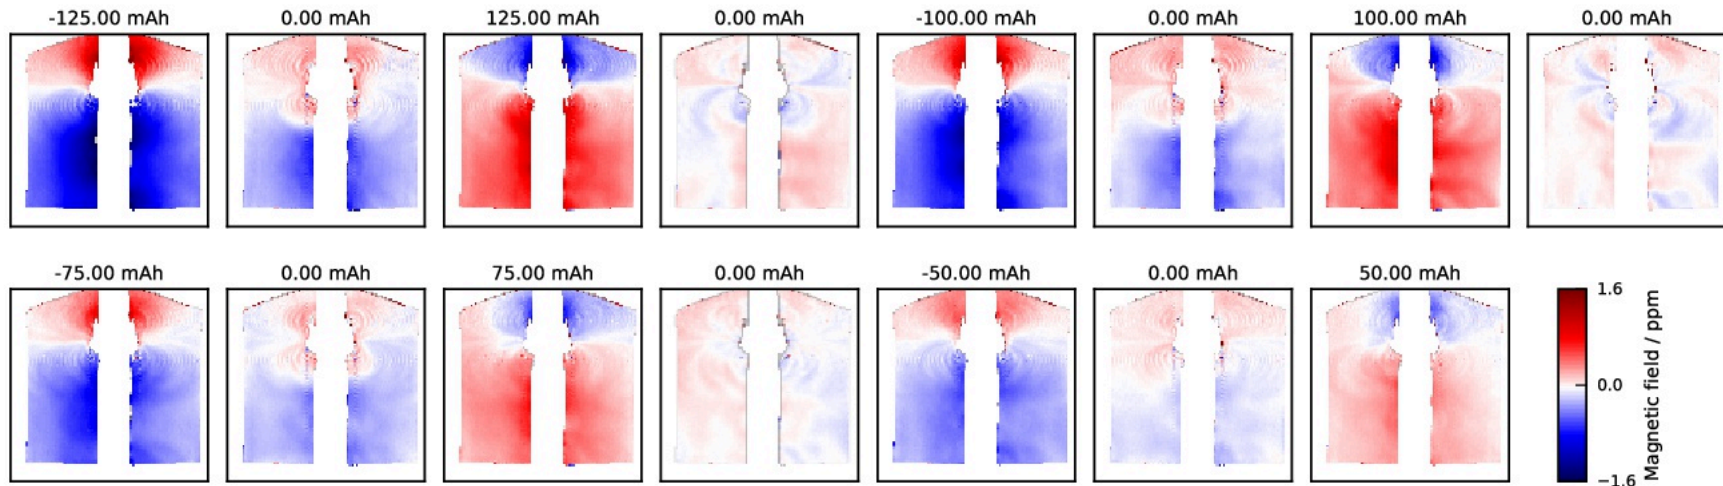 -125.00 mAh
0.00 mAh
125.00 mAh
0.00 mAh
-100.00 mAh
0.00 mAh
100.00 mAh
0.00 mAh
-75.00 mAh
0.00 mAh
75.00 mAh
0.00 mAh
-50.00 mAh
0.00 mAh
50.00 mAh
1.6
0.0
−1.6
Magnetic field / ppm